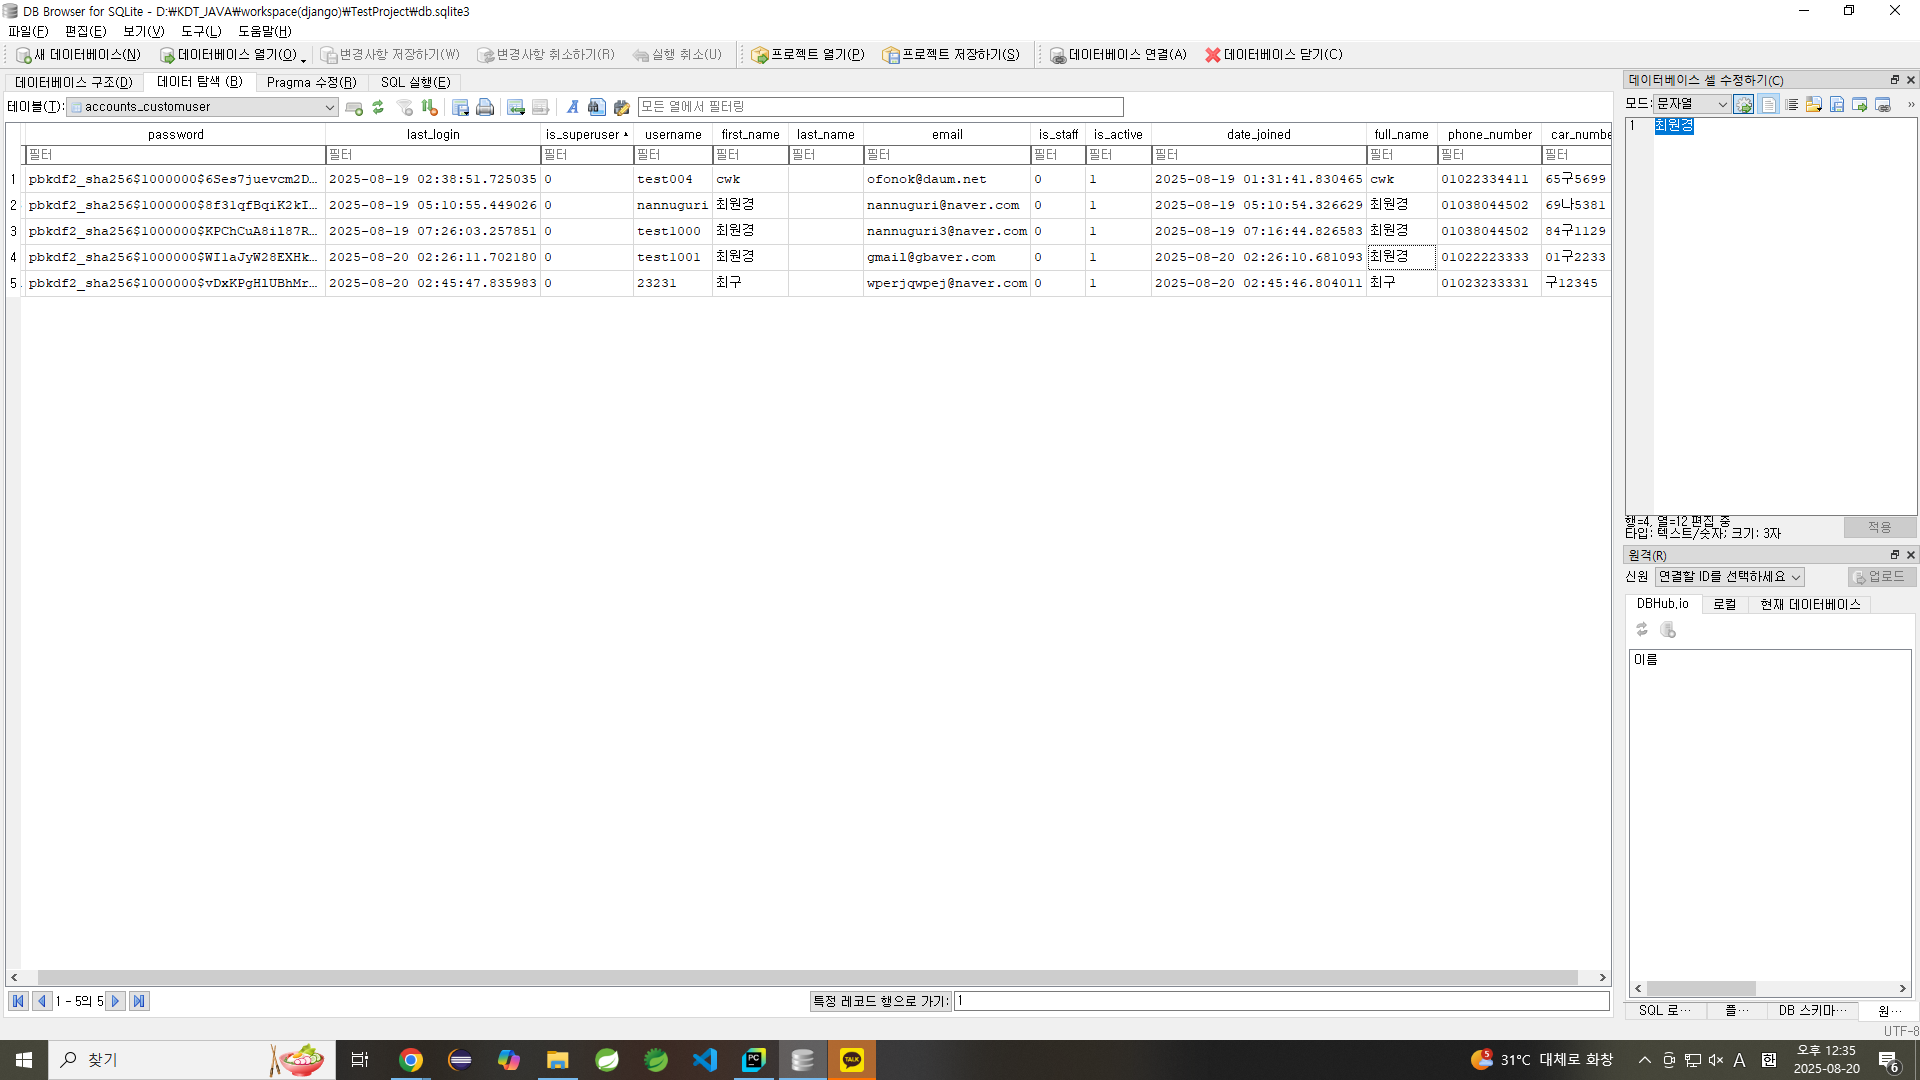 DB Browser for SQLite - D:₩KDT_JAVA₩workspace(django)₩TestProject₩db.sqlite3
파일(F) 편집(E) 보기(V) 도구(L) 도움말(H)
새 데이터베이스(N) 데이터베이스 열기(O) 변경사항 저장하기(W) 변경사항 취소하기(R) 실행 취소(U) 프로젝트 열기(P) 프로젝트 저장하기(S) 데이터베이스 연결(A) 데이터베이스 닫기(C)
데이터베이스 구조(D) 데이터 탐색 (B) Pragma 수정(R) SQL 실행(E)
테이블(T): accounts_customuser 모든 열에서 필터링
password last_login is_superuser username first_name last_name email is_staff is_active date_joined full_name phone_number car_numbe
필터 필터 필터 필터 필터 필터 필터 필터 필터 필터 필터 필터 필터
1 pbkdf2_sha256$1000000$6Ses7juevcm2D… 2025-08-19 02:38:51.725035 0 test004 cwk ofonok@daum.net 0 1 2025-08-19 01:31:41.830465 cwk 01022334411 65구5699
2 pbkdf2_sha256$1000000$8f31qfBqiK2kI… 2025-08-19 05:10:55.449026 0 nannuguri 최원경 nannuguri@naver.com 0 1 2025-08-19 05:10:54.326629 최원경 01038044502 69나5381
3 pbkdf2_sha256$1000000$KPChCuA8il87R… 2025-08-19 07:26:03.257851 0 test1000 최원경 nannuguri3@naver.com 0 1 2025-08-19 07:16:44.826583 최원경 01038044502 84구1129
4 pbkdf2_sha256$1000000$WIlaJyW28EXHk… 2025-08-20 02:26:11.702180 0 test1001 최원경 gmail@gbaver.com 0 1 2025-08-20 02:26:10.681093 최원경 01022223333 01구2233
5 pbkdf2_sha256$1000000$vDxKPgHlUBhMr… 2025-08-20 02:45:47.835983 0 23231 최구 wperjqwpej@naver.com 0 1 2025-08-20 02:45:46.804011 최구 01023233331 구12345
1 - 5의 5
특정 레코드 행으로 가기: 1
데이터베이스 셀 수정하기(C)
모드: 문자열
1 최원경
행=4, 열=12 편집 중
타입: 텍스트/숫자; 크기: 3자
적용
원격(R)
신원 연결할 ID를 선택하세요 업로드
DBHub.io 로컬 현재 데이터베이스
이름
SQL 로… 플… DB 스키마… 원…
UTF-8
찾기
PC
TALK
5 31°C 대체로 화창 A 한 오후 12:35
2025-08-20 6